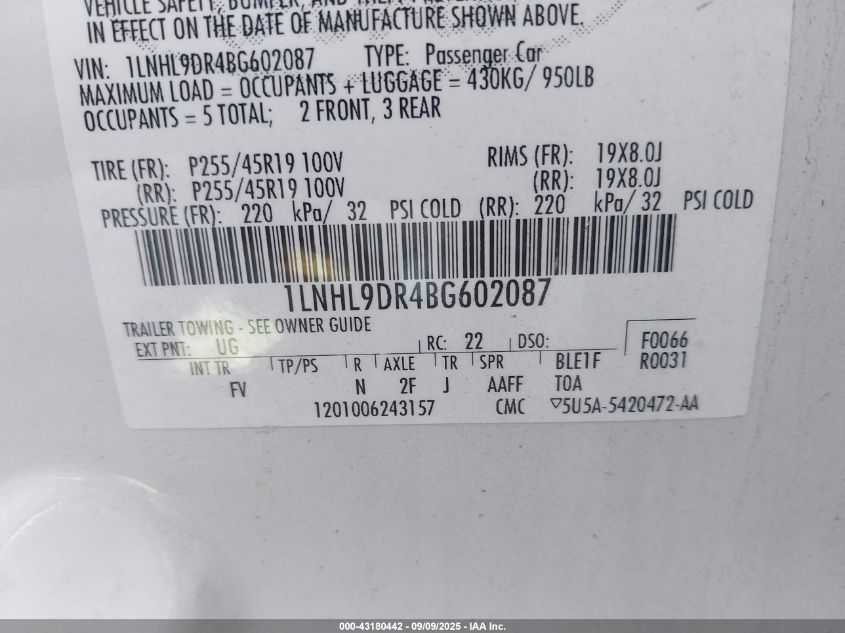 VEHICLE SAFETY, BUMPER, AND THEFT
IN EFFECT ON THE DATE OF MANUFACTURE SHOWN ABOVE.
VIN: 1LNHL9DR4BG602087 TYPE: Passenger Car
MAXIMUM LOAD = OCCUPANTS + LUGGAGE = 430KG/ 950LB
OCCUPANTS = 5 TOTAL; 2 FRONT, 3 REAR
TIRE (FR): P255/45R19 100V RIMS (FR): 19X8.0J
(RR): P255/45R19 100V (RR): 19X8.0J
PRESSURE (FR): 220 kPa/ 32 PSI COLD (RR): 220 kPa/ 32 PSI COLD
1LNHL9DR4BG602087
TRAILER TOWING - SEE OWNER GUIDE
EXT PNT: UG RC: 22 DSO: F0066
INT TR TP/PS R AXLE TR SPR BLE1F R0031
FV N 2F J AAFF TOA
1201006243157 CMC ▽5U5A-5420472-AA
000-43180442 - 09/09/2025 - IAA Inc.